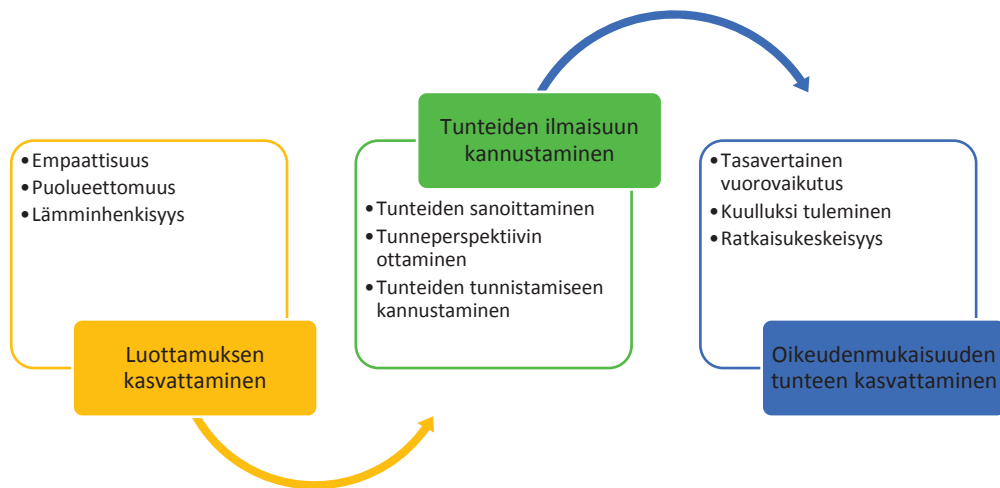 •Empaattisuus
•Puolueettomuus
•Lämminhenkisyys
Luottamuksen
kasvattaminen
Tunteiden ilmaisuun
kannustaminen
•Tunteiden sanoittaminen
•Tunneperspektiivin
ottaminen
•Tunteiden tunnistamiseen
kannustaminen
•Tasavertainen
vuorovaikutus
•Kuulluksi tuleminen
•Ratkaisukeskeisyys
Oikeudenmukaisuuden
tunteen kasvattaminen